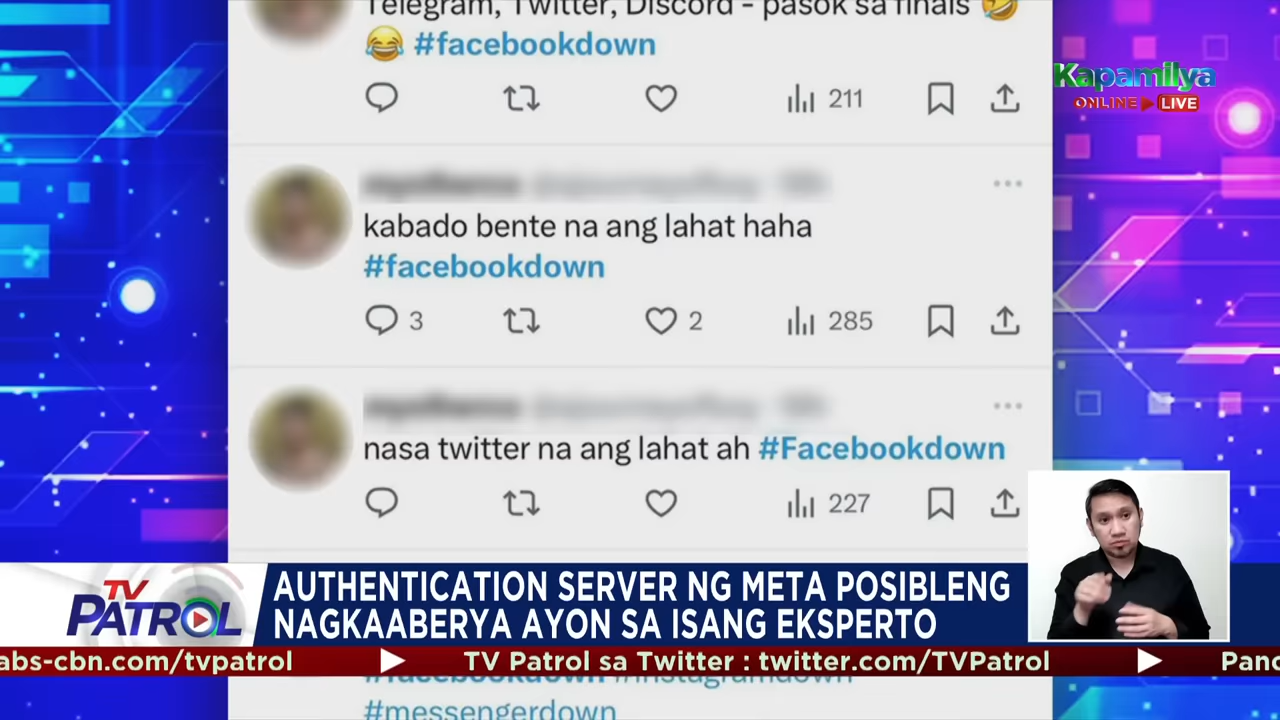 Telegram, Twitter, Discord - pasok sa finals 🤣
😂 #facebookdown
211
Kapamilya
ONLINE LIVE
kabado bente na ang lahat haha
#facebookdown
3 2 285
nasa twitter na ang lahat ah #Facebookdown
227
TV PATROL
AUTHENTICATION SERVER NG META POSIBLENG
NAGKAABERYA AYON SA ISANG EKSPERTO
abs-cbn.com/tvpatrol TV Patrol sa Twitter : twitter.com/TVPatrol
#facebookdown #instagramdown
#messengerdown